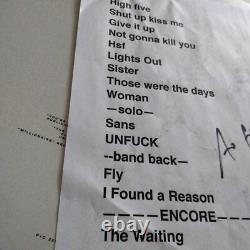 High five
Shut up kiss me
Give it up
Not gonna kill you
Hsf
Lights Out
Sister
Those were the days
Woman
---solo---
Sans
UNFUCK
--band back--
Fly
I Found a Reason
------ENCORE---
The Waiting
ebay